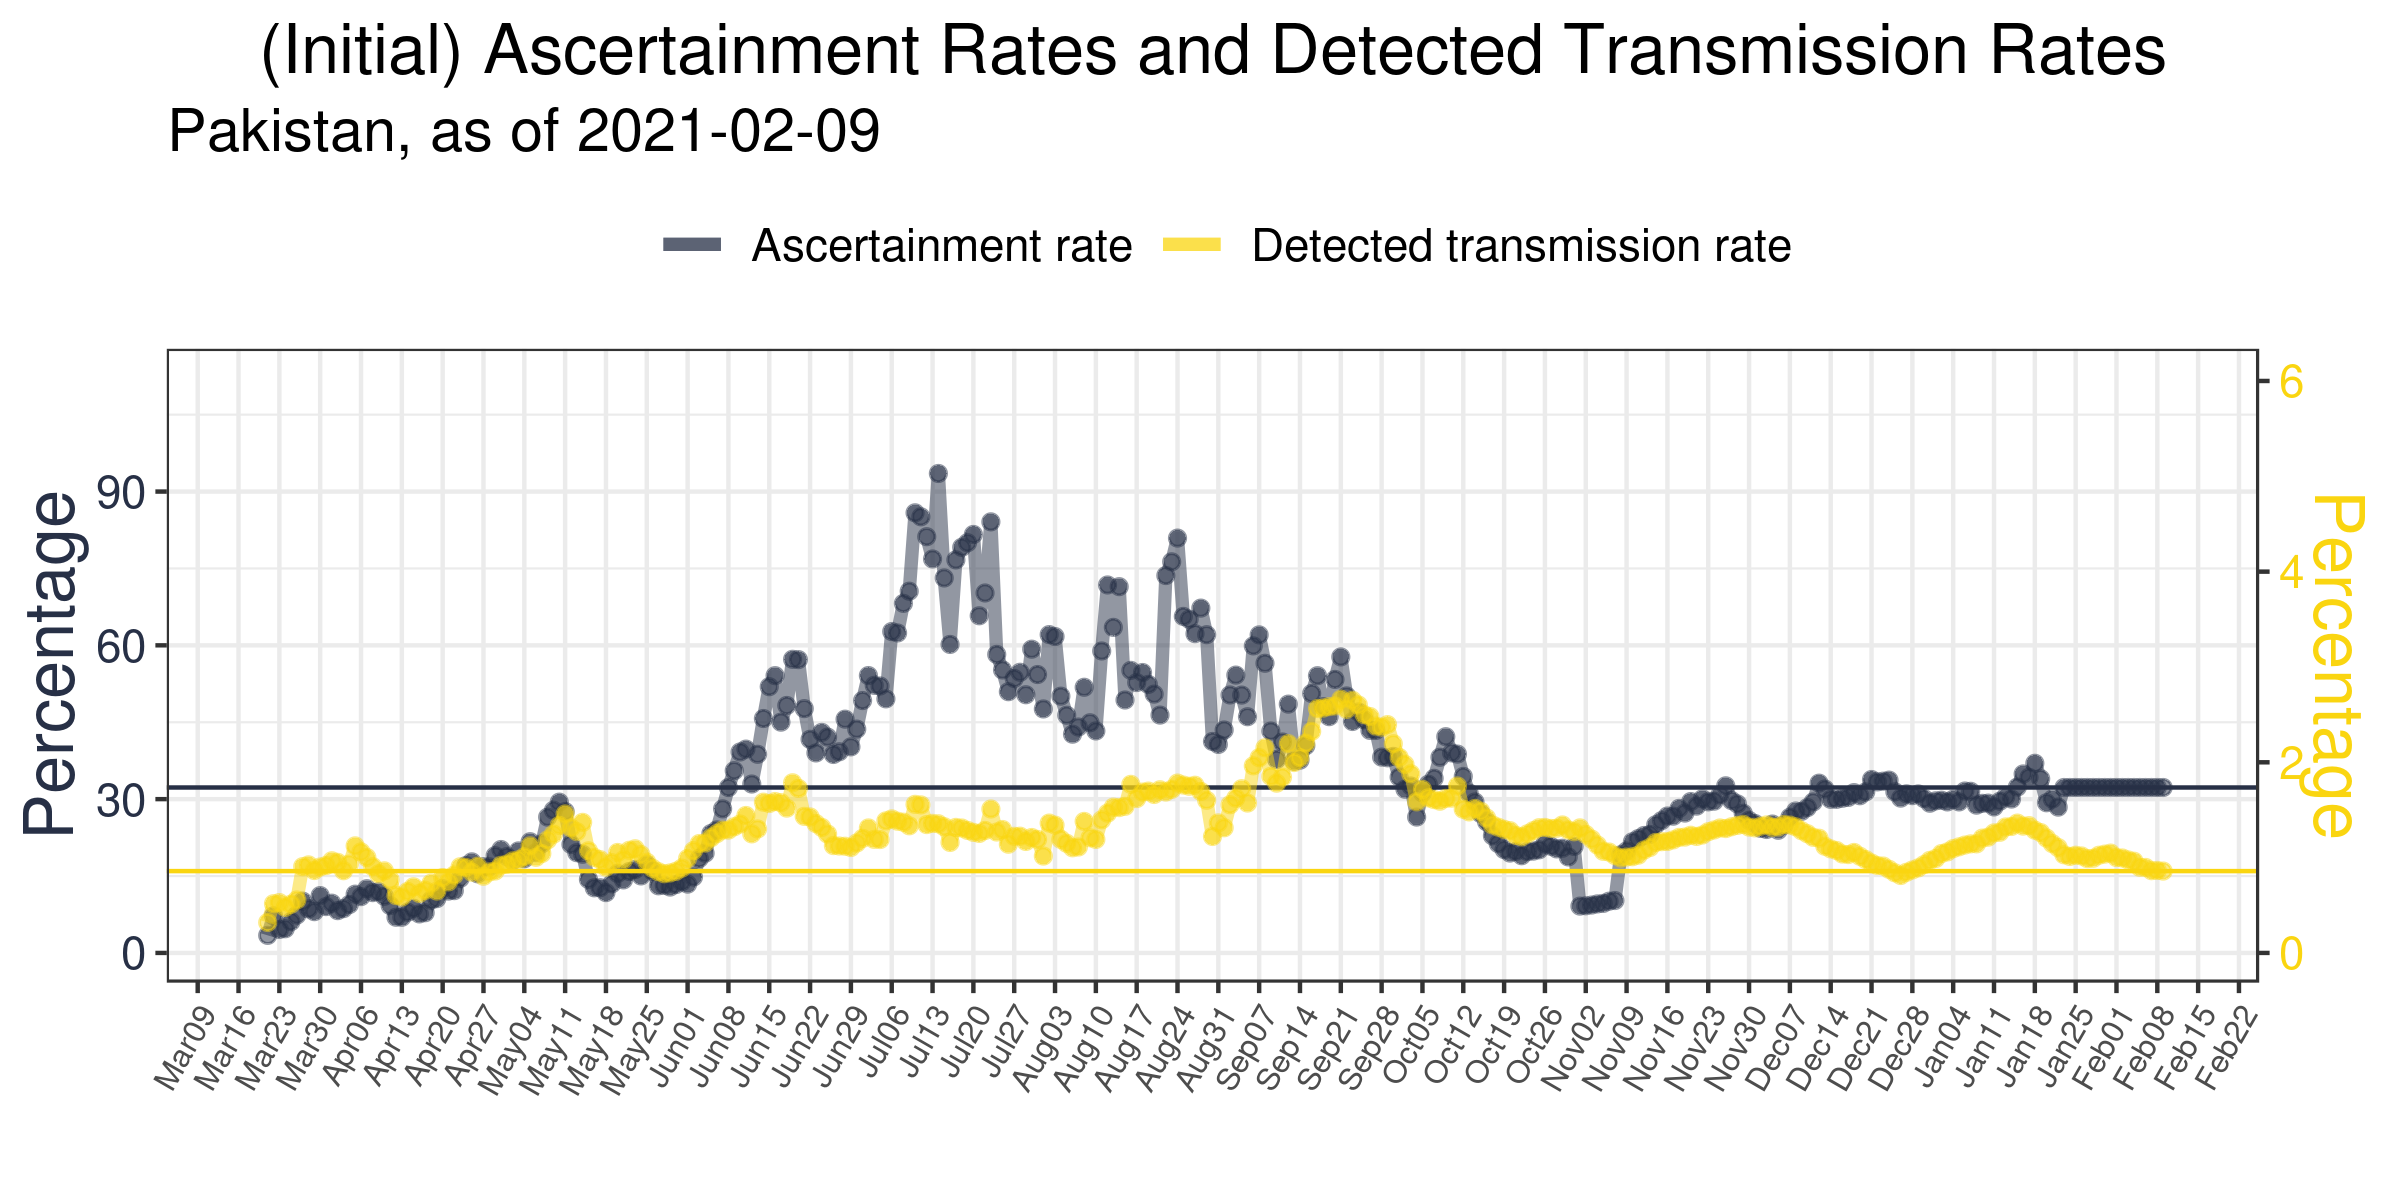 (Initial) Ascertainment Rates and Detected Transmission Rates
Pakistan, as of 2021-02-09
Ascertainment rate
Detected transmission rate
Percentage
90
60
30
0
6
4
2
0
Percentage
Mar09
Mar16
Mar23
Mar30
Apr06
Apr13
Apr20
Apr27
May04
May11
May18
May25
Jun01
Jun08
Jun15
Jun22
Jun29
Jul06
Jul13
Jul20
Jul27
Aug03
Aug10
Aug17
Aug24
Aug31
Sep07
Sep14
Sep21
Sep28
Oct05
Oct12
Oct19
Oct26
Nov02
Nov09
Nov16
Nov23
Nov30
Dec07
Dec14
Dec21
Dec28
Jan04
Jan11
Jan18
Jan25
Feb01
Feb08
Feb15
Feb22